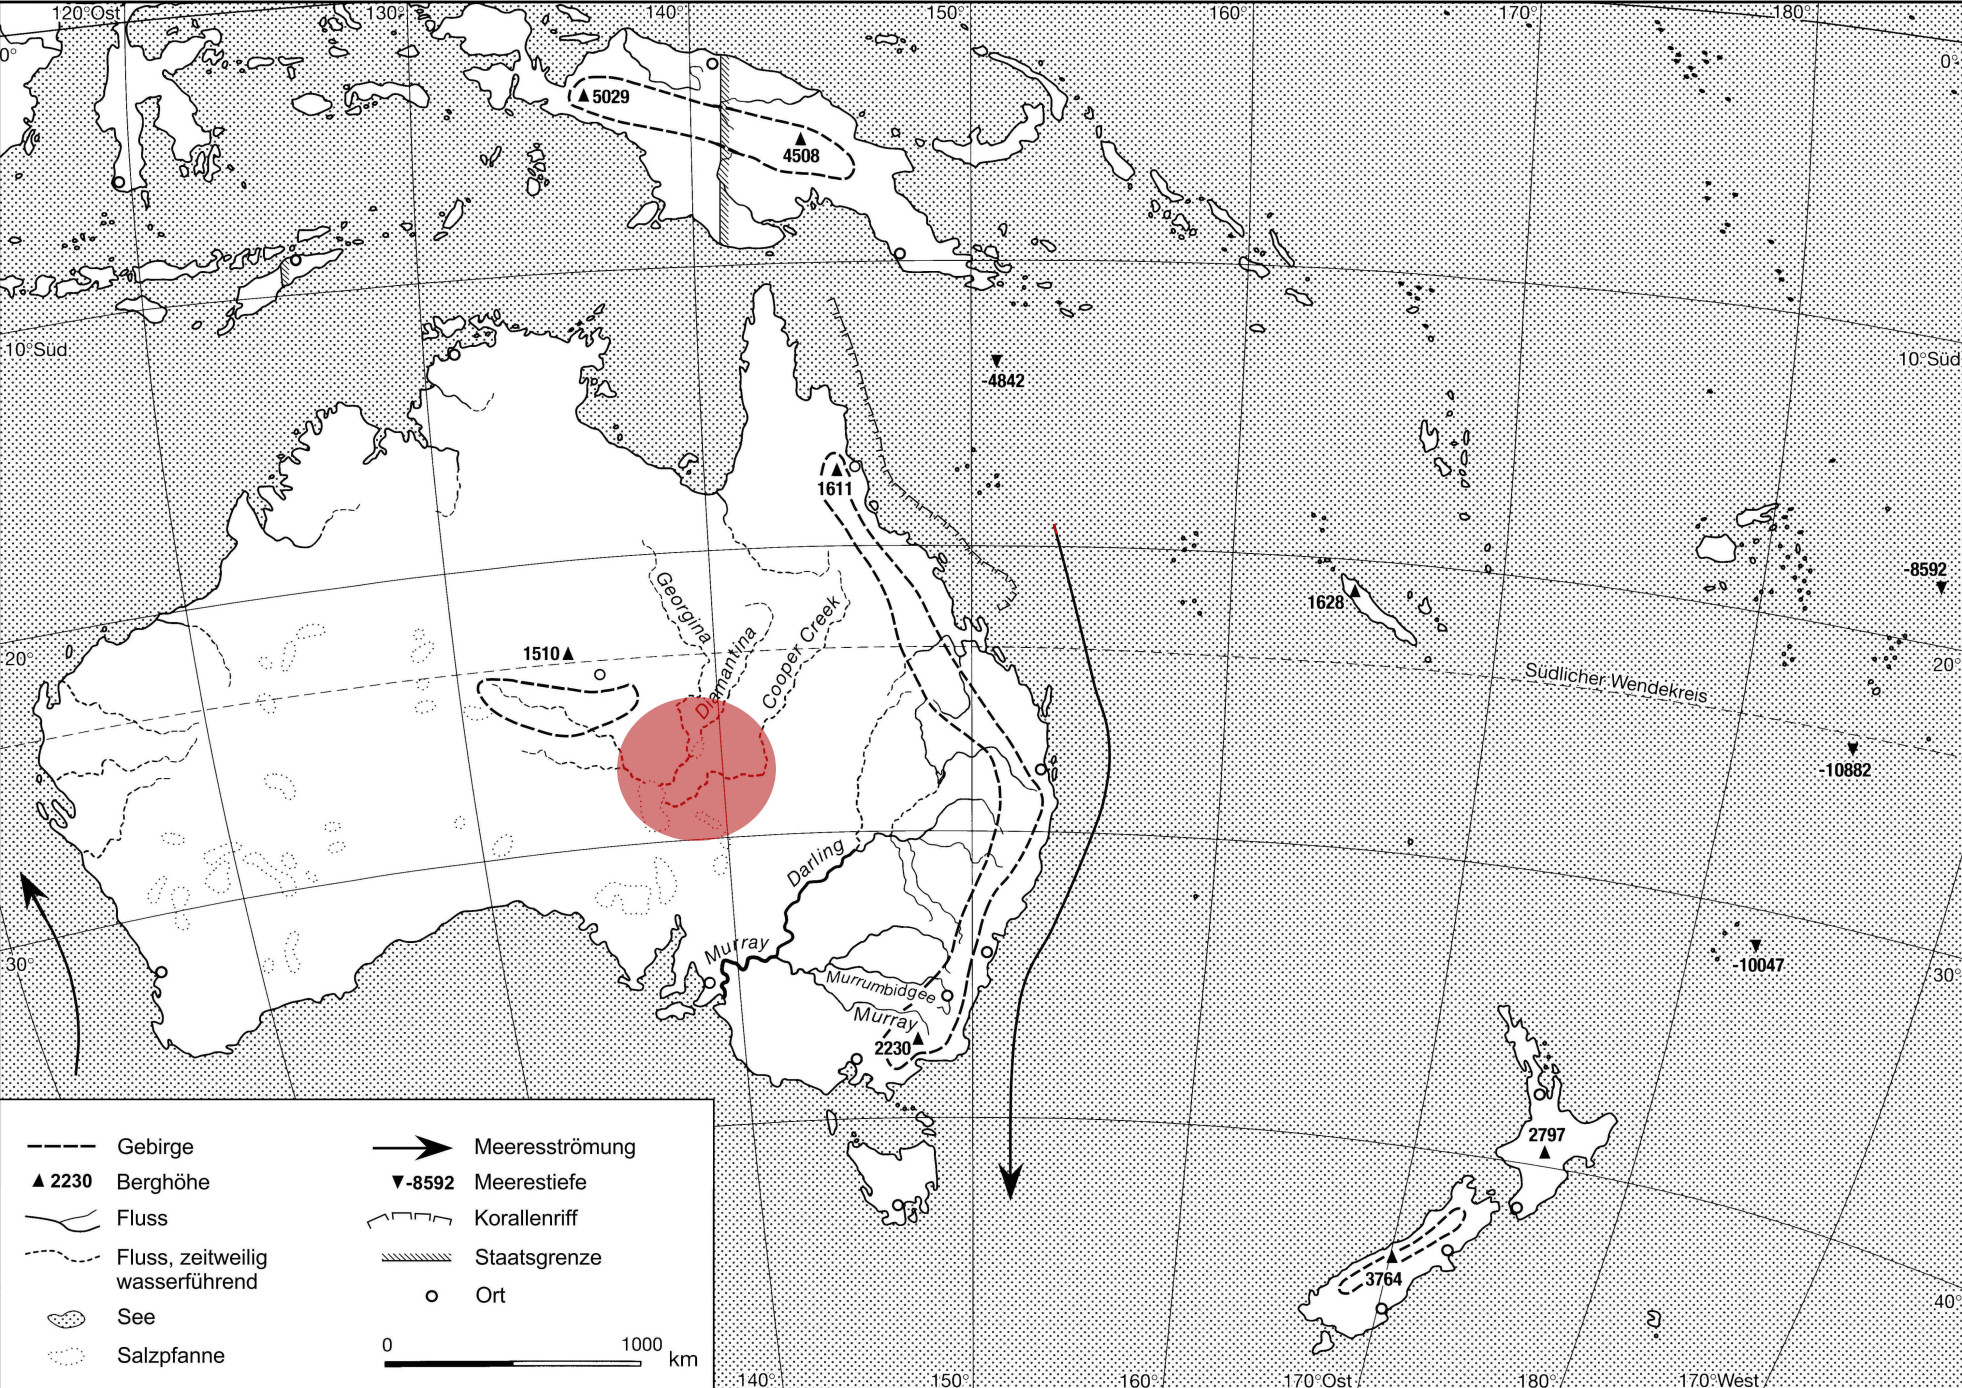 120°Ost
130°
140°
150°
160°
170°
180°
0°
0°
5029
4508
10°Süd
-4842
10°Süd
1611
-8592
Georgina
1628
Diamantina
Cooper Creek
1510
20°
20°
Südlicher Wendekreis
-10882
Darling
Murray
30°
-10047
30°
Murrumbidgee
Murray
2230
2797
3764
40°
Gebirge
2230 Berghöhe
Fluss
Fluss, zeitweilig
wasserführend
See
Salzpfanne
Meeresströmung
-8592 Meerestiefe
Korallenriff
Staatsgrenze
Ort
0 1000 km
140°
150°
160°
170°Ost
180°
170°West